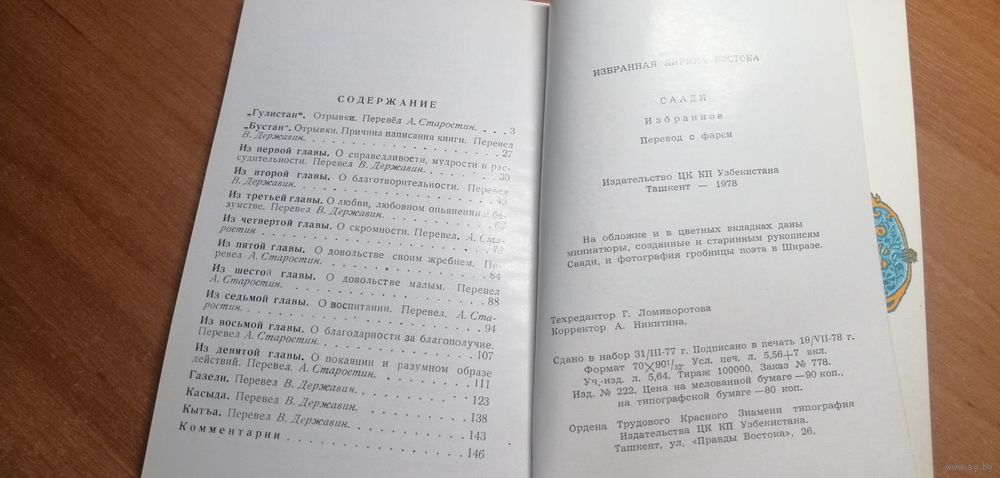 СОДЕРЖАНИЕ
„Гулистан“. Отрывки. Перевёл А. Старостин. . . . 3
„Бустан“. Отрывки. Причина написания книги. Перевел
В. Державин. . . . . . . . . . 27
Из первой главы. О справедливости, мудрости и рас-
судительности. Перевел В. Державин. . . . 30
Из второй главы. О благотворительности. Перевел
В. Державин. . . . . . . . . . 49
Из третьей главы. О любви, любовном опьянении и бе-
зумстве. Перевел В. Державин. . . . . 62
Из четвертой главы. О скромности. Перевел. А. Ста-
ростин . . . . . . . . . . 72
Из пятой главы. О довольстве своим жребием. Пе-
ревел А. Старостин. . . . . . . . 84
Из шестой главы. О довольстве малым. Перевел
А. Старостин. . . . . . . . . . 88
Из седьмой главы. О воспитании. Перевел. А. Ста-
ростин. . . . . . . . . . . 94
Из восьмой главы. О благодарности за благополучие.
Перевел А. Старостин. . . . . . . . 107
Из девятой главы. О покаянии и разумном образе
действий. Перевел. А. Старостин. . . . . 111
Газели. Перевел В. Державин. . . . . . 123
Касыда. Перевел В. Державин. . . . . . 138
Кытъа. Перевел В. Державин. . . . . . 143
Комментарии . . . . . . . . . . 146
ИЗБРАННАЯ ЛИРИКА ВОСТОКА
СААДИ
Избранное
Перевод с фарси
Издательство ЦК КП Узбекистана
Ташкент — 1978
На обложке и в цветных вкладках даны
миниатюры, созданные к старинным рукописям
Саади, и фотография гробницы поэта в Ширазе.
Техредактор Г. Ломиворотова
Корректор А. Никитина.
Сдано в набор 31/III-77 г. Подписано в печать 19/VII-78 г.
Формат 70×90 1/32. Усл. печ. л. 5,56+7 вкл.
Уч.-изд. л. 5,64. Тираж 100000. Заказ № 778.
Изд. № 222. Цена на мелованной бумаге —90 коп.,
на типографской бумаге —80 коп.
Ордена Трудового Красного Знамени типография
Издательства ЦК КП Узбекистана.
Ташкент, ул. «Правды Востока», 26.
www.ay.by